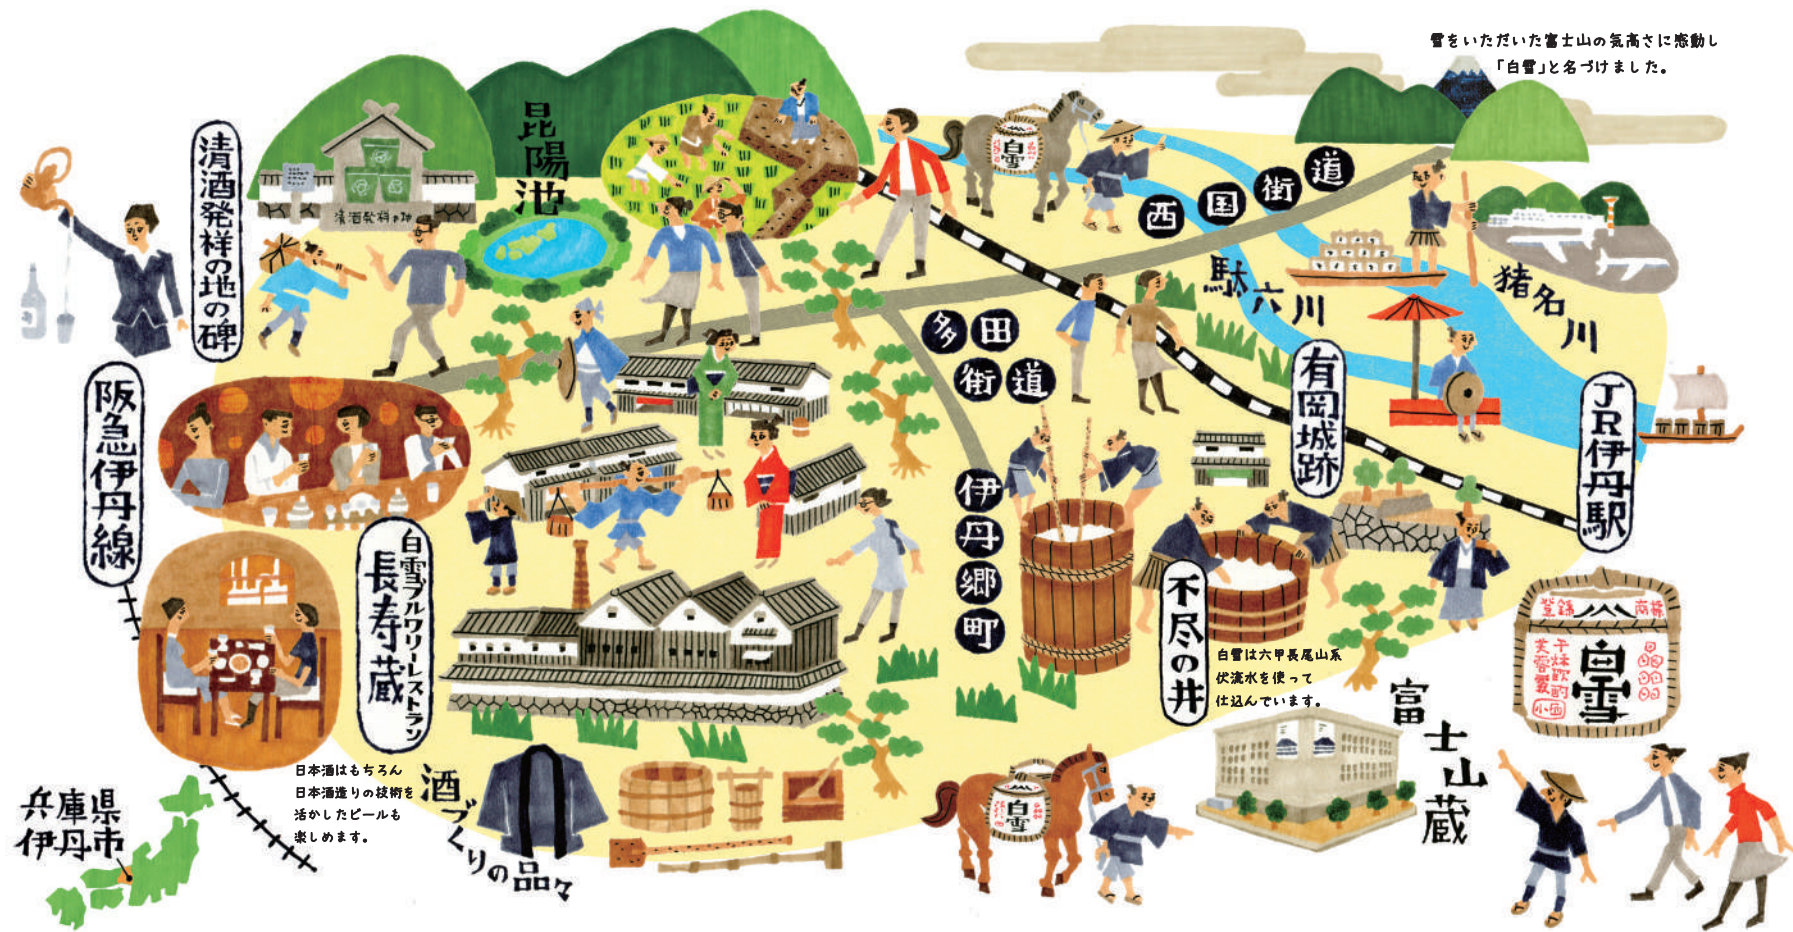 雪をいただいた富士山の気高さに感動し
「白雪」と名づけました。
清酒発祥の地の碑
清酒発祥の地
昆陽池
白雪
西国街道
駄六川
猪名川
多田
街道
有岡城跡
JR伊丹駅
阪急伊丹線
白雪ブルワリーレストラン
長寿蔵
伊丹郷町
不尽の井
白雪は六甲長尾山系
伏流水を使って
仕込んでいます。
富士山蔵
白雪
小西
日本酒はもちろん
日本酒造りの技術を
活かしたビールも
楽しめます。
酒づくりの品々
白雪
兵庫県
伊丹市